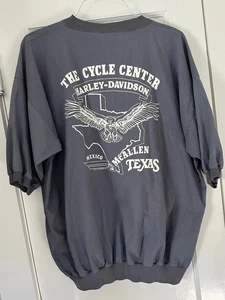 THE CYCLE CENTER
HARLEY-DAVIDSON
MEXICO
McALLEN
TEXAS